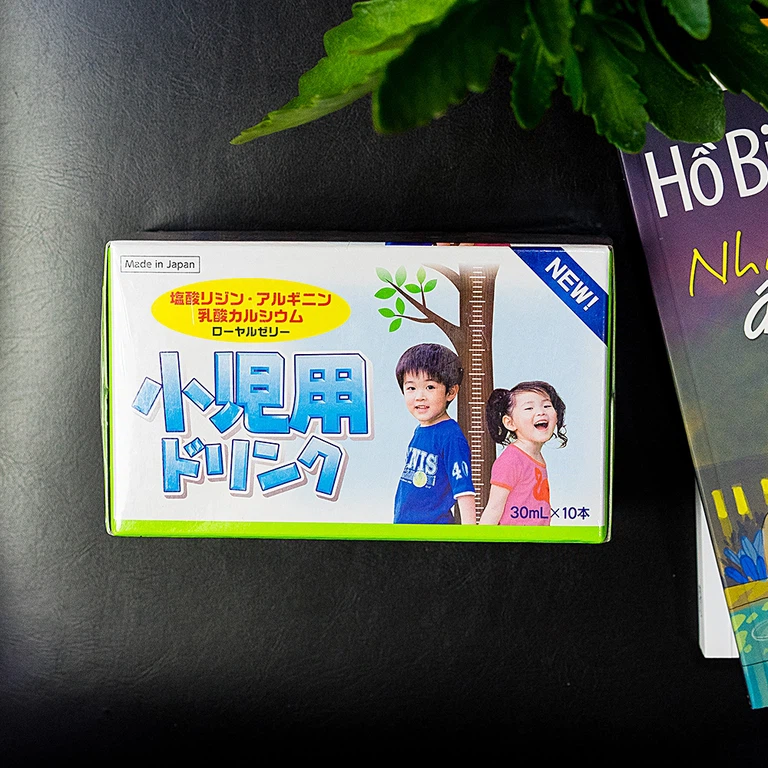 Made in Japan
塩酸リジン・アルギニン
乳酸カルシウム
ローヤルゼリー
小児用
ドリンク
NEW!
40
30mL×10本
Hồ